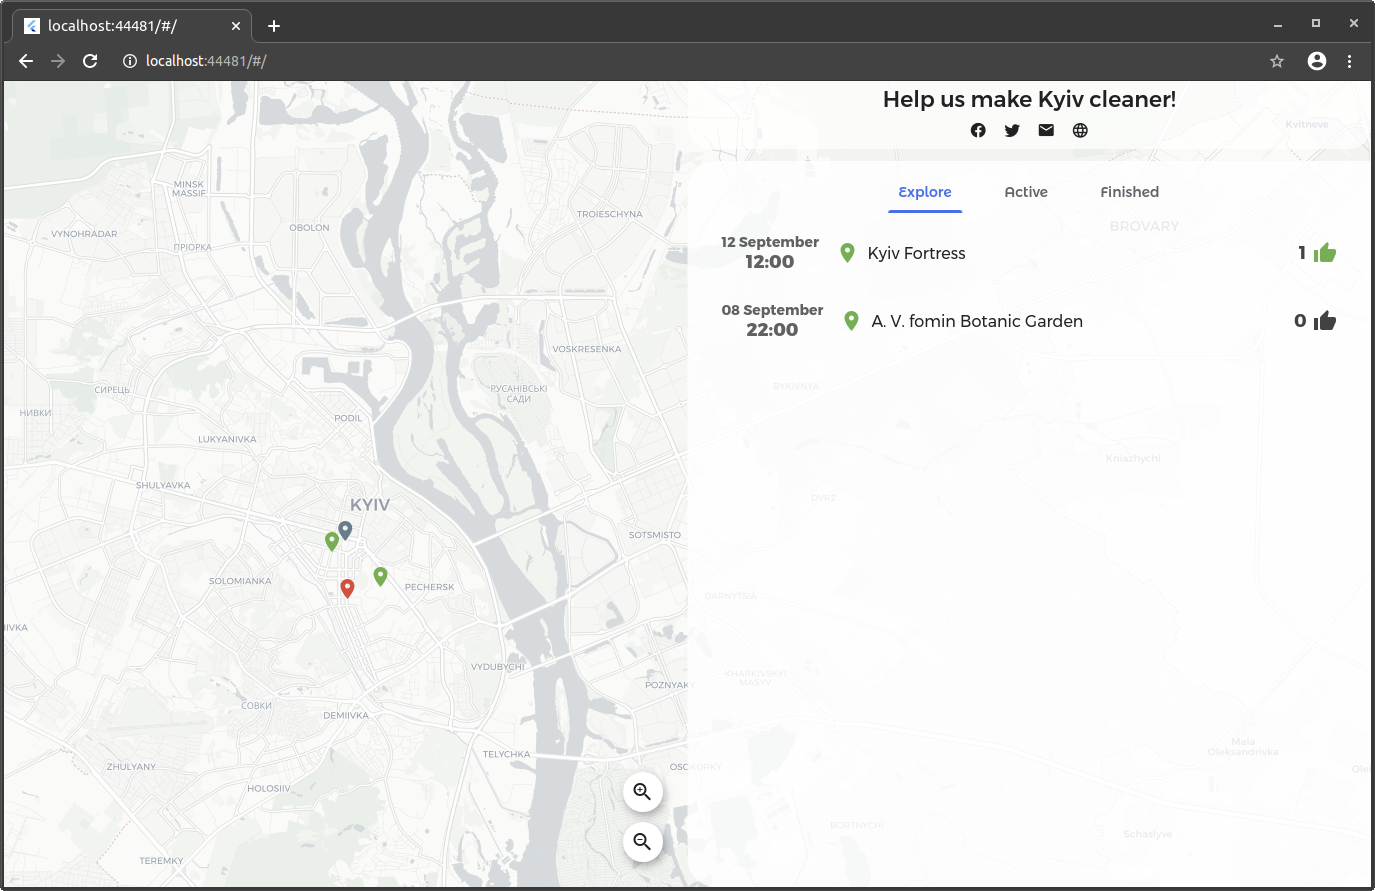 localhost:44481/#/
localhost:44481/#/
Help us make Kyiv cleaner!
Explore
Active
Finished
12 September
12:00
Kyiv Fortress
1
08 September
22:00
A. V. fomin Botanic Garden
0
Kvitneve
MINSK
MASSIF
TROIESCHYNA
VYNOHRADAR
OBOLON
BROVARY
ПРІОРКА
VOSKRESENKA
СИРЕЦЬ
РУСАНІВСЬКІ
САДИ
BYKIVNYA
НИВКИ
PODIL
LUKYANIVKA
Kniazhychi
SHULYAVKA
DVRZ
KYIV
SOTSMISTO
SOLOMIANKA
PECHERSK
DARNYTSIA
HIVKA
VYDUBYCHI
KHARKIVSKYI
MASYV
POZNYAK
СОВКИ
DEMIIVKA
Mala
Oleksandrivka
TELYCHKA
ZHULYANY
OSOKORKY
Ole
HOLOSIIV
BORTNYCHI
Schaslyve
TEREMKY